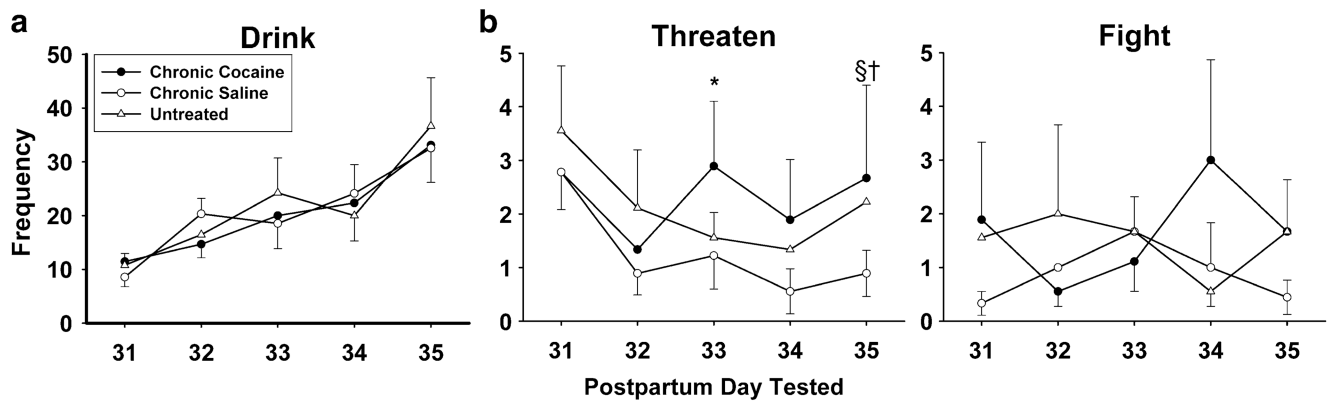 a
Drink
Frequency
50
40
30
20
10
0
Chronic Cocaine
Chronic Saline
Untreated
31 32 33 34 35
b
Threaten
5
4
3
2
1
0
*
§†
31 32 33 34 35
Fight
5
4
3
2
1
0
31 32 33 34 35
Postpartum Day Tested